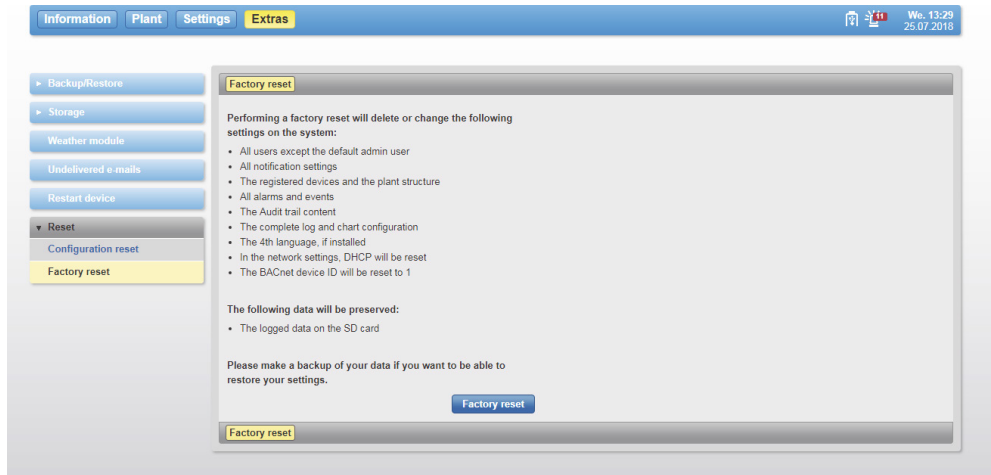 Information Plant Settings Extras 11 We. 13:29
25.07.2018
Backup/Restore
Storage
Weather module
Undelivered e-mails
Restart device
Reset
Configuration reset
Factory reset
Factory reset
Performing a factory reset will delete or change the following
settings on the system:
• All users except the default admin user
• All notification settings
• The registered devices and the plant structure
• All alarms and events
• The Audit trail content
• The complete log and chart configuration
• The 4th language, if installed
• In the network settings, DHCP will be reset
• The BACnet device ID will be reset to 1
The following data will be preserved:
• The logged data on the SD card
Please make a backup of your data if you want to be able to
restore your settings.
Factory reset
Factory reset